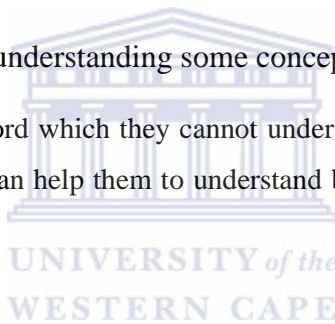 understanding some concep
ord which they cannot under
an help them to understand b
UNIVERSITY of the
WESTERN CAPE